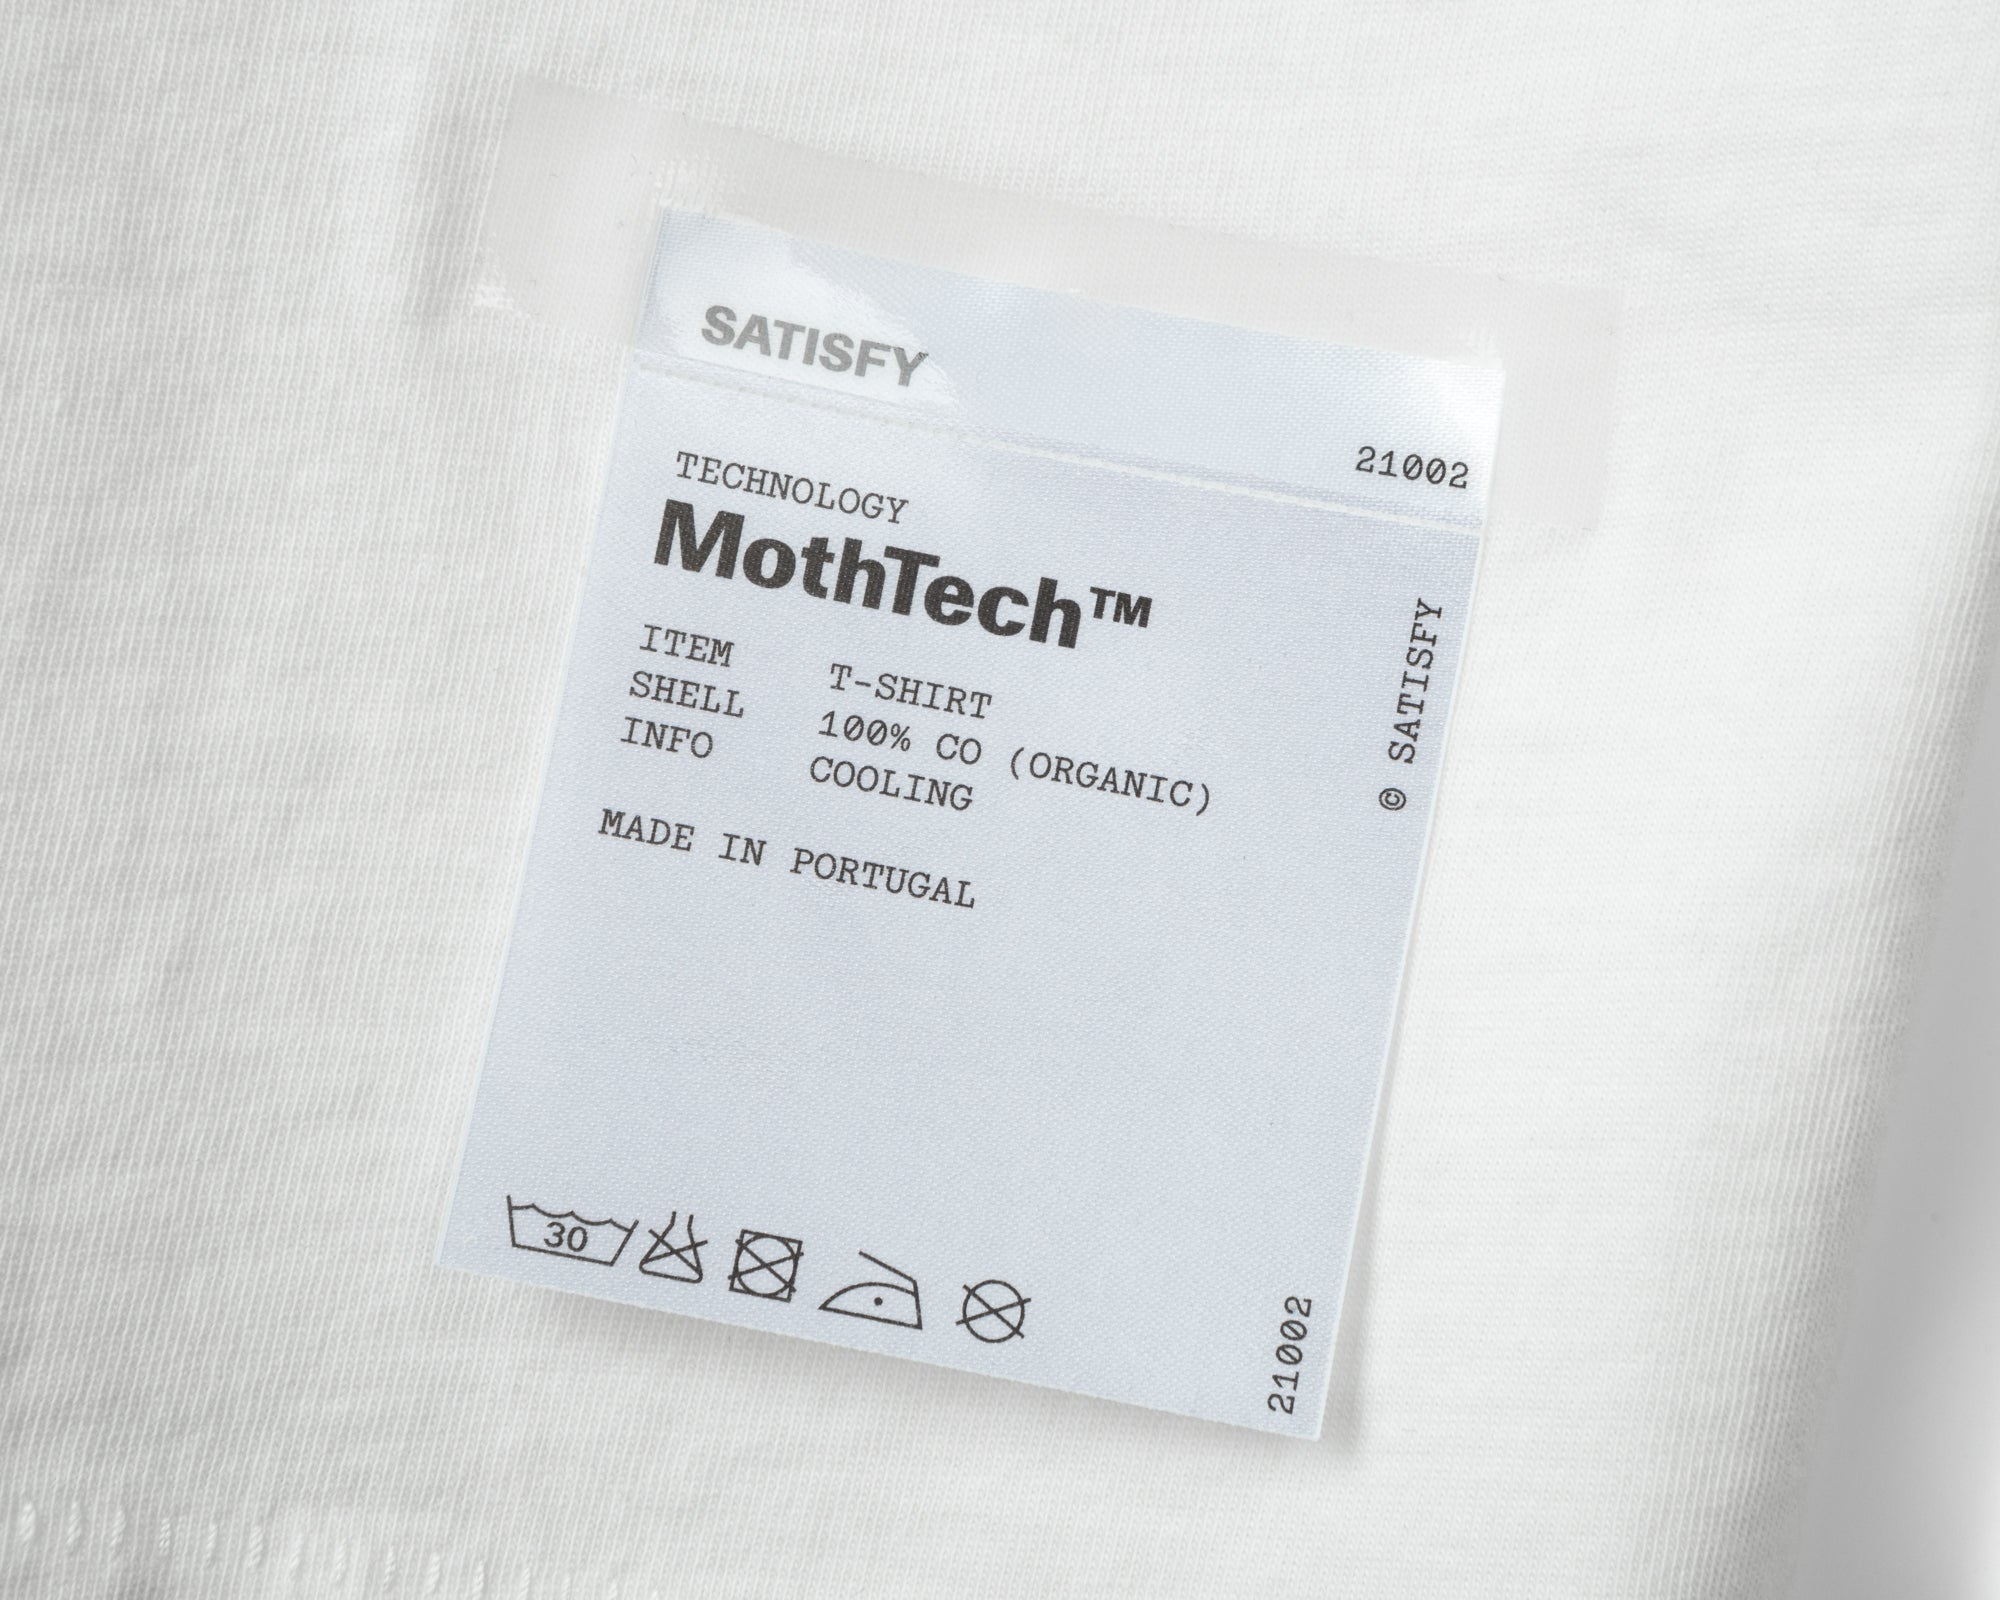 SATISFY
21002
TECHNOLOGY
MothTech™
ITEM T-SHIRT
SHELL 100% CO (ORGANIC)
INFO COOLING
MADE IN PORTUGAL
© SATISFY
30
21002